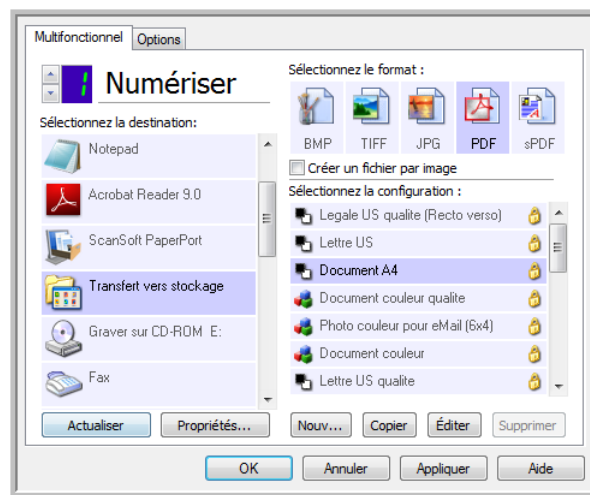 Multifonctionnel Options
1 Numériser
Sélectionnez la destination:
Notepad
Acrobat Reader 9.0
ScanSoft PaperPort
Transfert vers stockage
Graver sur CD-ROM E:
Fax
Actualiser Propriétés...
Sélectionnez le format :
BMP TIFF JPG PDF sPDF
Créer un fichier par image
Sélectionnez la configuration :
Legale US qualite (Recto verso)
Lettre US
Document A4
Document couleur qualite
Photo couleur pour eMail (6x4)
Document couleur
Lettre US qualite
Nouv... Copier Éditer Supprimer
OK Annuler Appliquer Aide